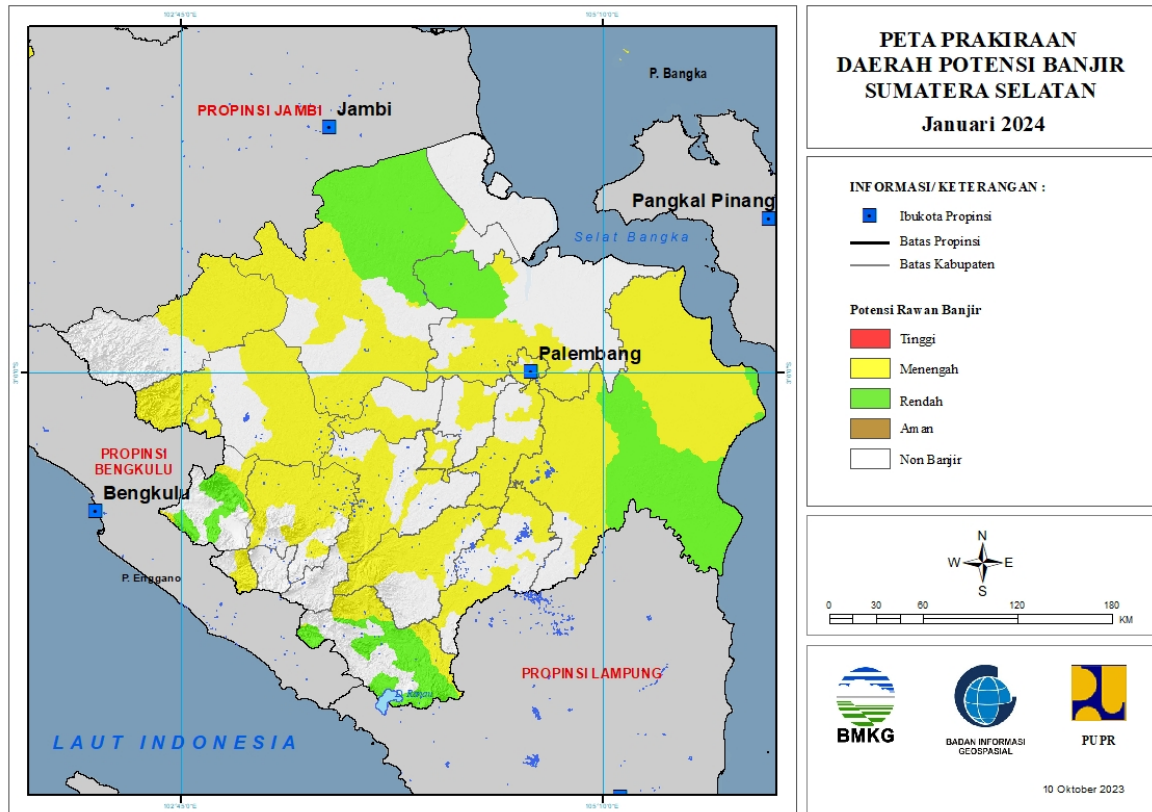 PETA PRAKIRAAN
DAERAH POTENSI BANJIR
SUMATERA SELATAN
Januari 2024
INFORMASI/ KETERANGAN :
Ibukota Propinsi
Batas Propinsi
Batas Kabupaten
Potensi Rawan Banjir
Tinggi
Menengah
Rendah
Aman
Non Banjir
N
W E
S
0 30 60 120 180
KM
BMKG
BADAN INFORMASI
GEOSPASIAL
PUPR
10 Oktober 2023
P. Bangka
PROPINSI JAMBI
Jambi
Pangkal Pinang
Selat Bangka
Palembang
PROPINSI
BENGKULU
Bengkulu
P. Enggano
PROPINSI LAMPUNG
D. Ranau
LAUT INDONESIA